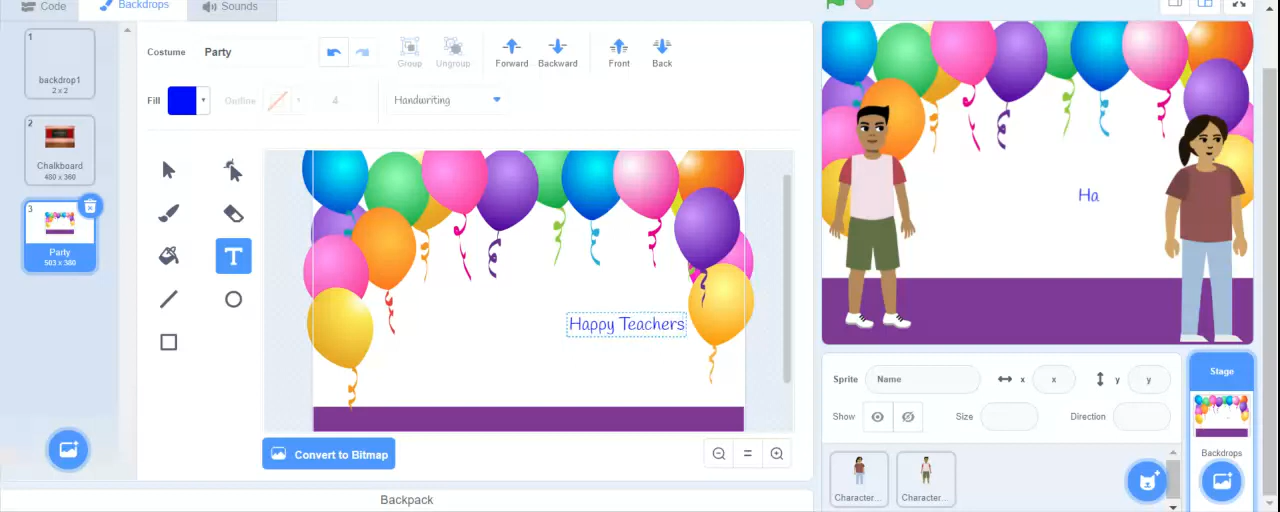 Code
Backdrops
Sounds
1
backdrop1
2 x 2
2
Chalkboard
480 x 360
3
Party
503 x 380
Costume
Party
Group
Ungroup
Forward
Backward
Front
Back
Fill
Outline
4
Handwriting
Happy Teachers
Convert to Bitmap
Backpack
Ha
Sprite
Name
x
x
y
y
Show
Size
Direction
Stage
Backdrops
Character...
Character...